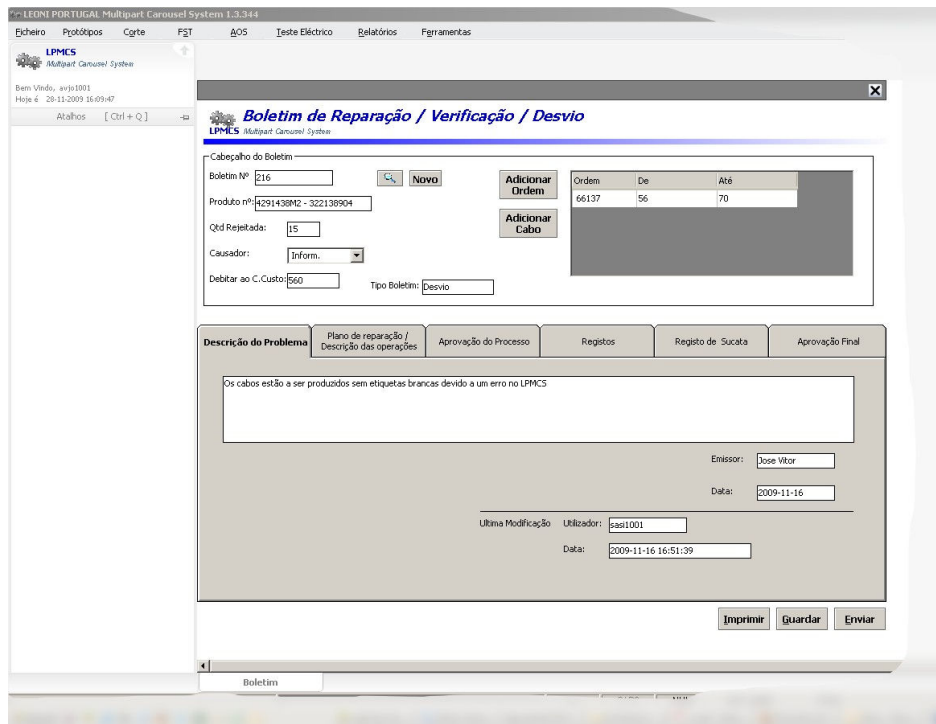 LEONI PORTUGAL Multipart Carousel System 1.3.344
Ficheiro Protótipos Corte FST AOS Teste Eléctrico Relatórios Ferramentas
LPMCS
Multipart Carousel System
Bem Vindo, avjo1001
Hoje é 28-11-2009 16:09:47
Atalhos [ Ctrl + Q ]
Boletim de Reparação / Verificação / Desvio
LPMCS Multipart Carousel System
Cabeçalho do Boletim
Boletim Nº 216 Novo
Produto nº: 4291438M2 - 322138904
Qtd Rejeitada: 15
Causador: Inform.
Debitar ao C.Custo: 560 Tipo Boletim: Desvio
Adicionar
Ordem
Adicionar
Cabo
Ordem De Até
66137 56 70
Descrição do Problema
Plano de reparação /
Descrição das operações
Aprovação do Processo
Registos
Registo de Sucata
Aprovação Final
Os cabos estão a ser produzidos sem etiquetas brancas devido a um erro no LPMCS
Emissor: Jose Vitor
Data: 2009-11-16
Ultima Modificação Utilizador: sasi1001
Data: 2009-11-16 16:51:39
Imprimir Guardar Enviar
Boletim